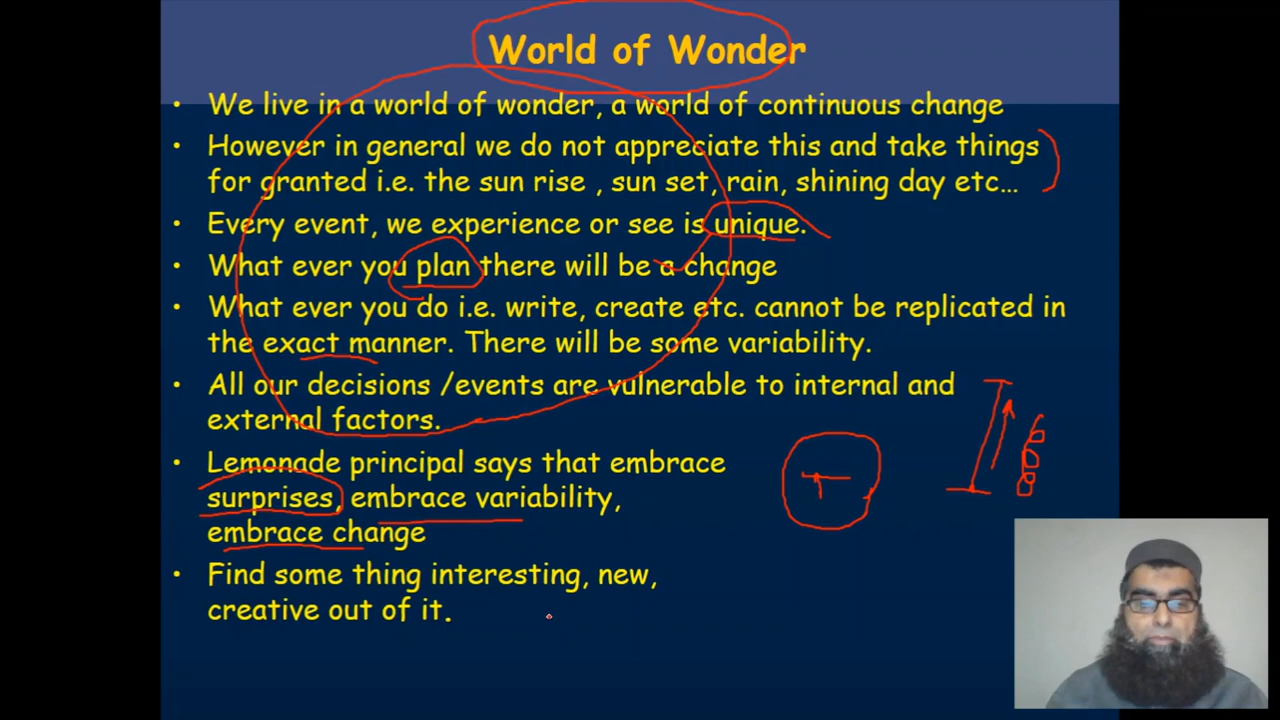 World of Wonder
• We live in a world of wonder, a world of continuous change
• However in general we do not appreciate this and take things
for granted i.e. the sun rise , sun set, rain, shining day etc…
• Every event, we experience or see is unique.
• What ever you plan there will be a change
• What ever you do i.e. write, create etc. cannot be replicated in
the exact manner. There will be some variability.
• All our decisions /events are vulnerable to internal and
external factors.
• Lemonade principal says that embrace
surprises, embrace variability,
embrace change
• Find some thing interesting, new,
creative out of it.